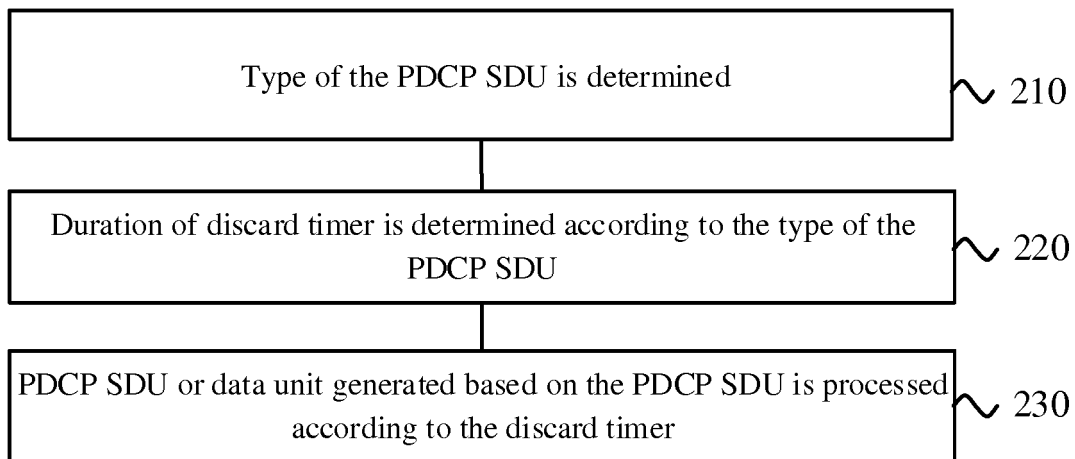 Type of the PDCP SDU is determined
210
Duration of discard timer is determined according to the type of the
PDCP SDU
220
PDCP SDU or data unit generated based on the PDCP SDU is processed
according to the discard timer
230